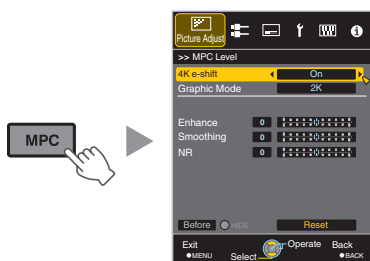 MPC
Picture Adjust
>> MPC Level
4K e-shift On
Graphic Mode 2K
Enhance 0
Smoothing 0
NR 0
Before HIDE Reset
Exit Operate Back
MENU Select BACK